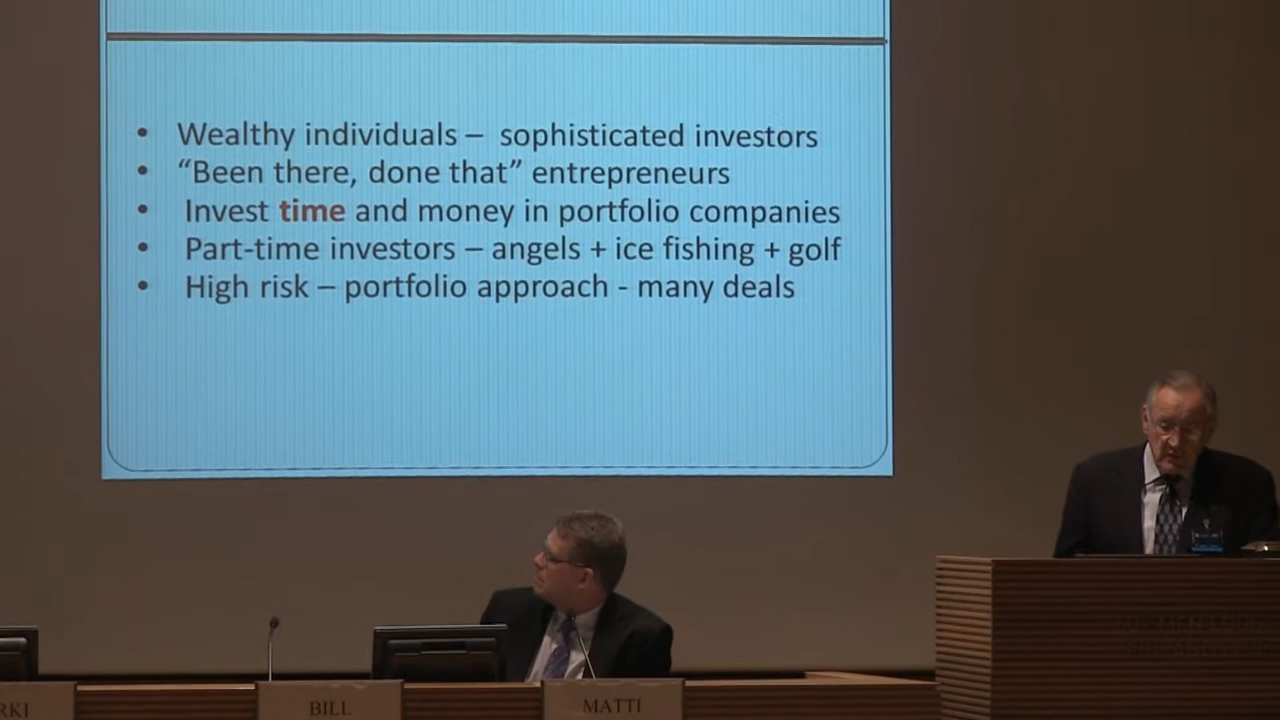 • Wealthy individuals – sophisticated investors
• “Been there, done that” entrepreneurs
• Invest time and money in portfolio companies
• Part-time investors – angels + ice fishing + golf
• High risk – portfolio approach - many deals
RKI
BILL
MATTI